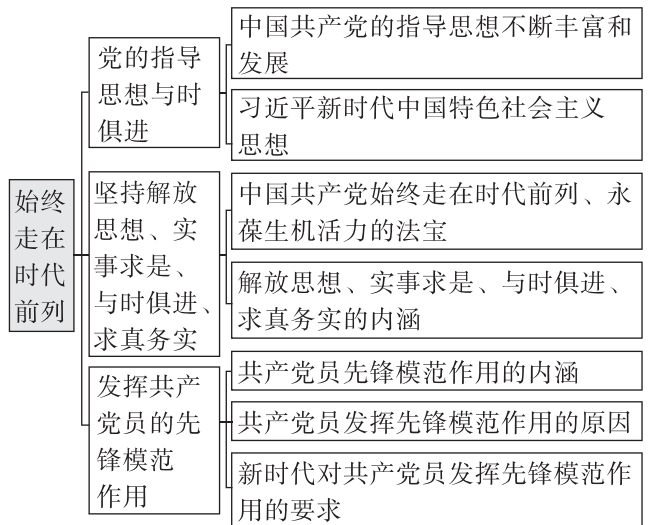 始终
走在
时代
前列
党的指导
思想与时
俱进
中国共产党的指导思想不断丰富和
发展
习近平新时代中国特色社会主义
思想
坚持解放
思想、实
事求是、
与时俱进、
求真务实
中国共产党始终走在时代前列、永
葆生机活力的法宝
解放思想、实事求是、与时俱进、
求真务实的内涵
发挥共产
党员的先
锋模范
作用
共产党员先锋模范作用的内涵
共产党员发挥先锋模范作用的原因
新时代对共产党员发挥先锋模范作
用的要求